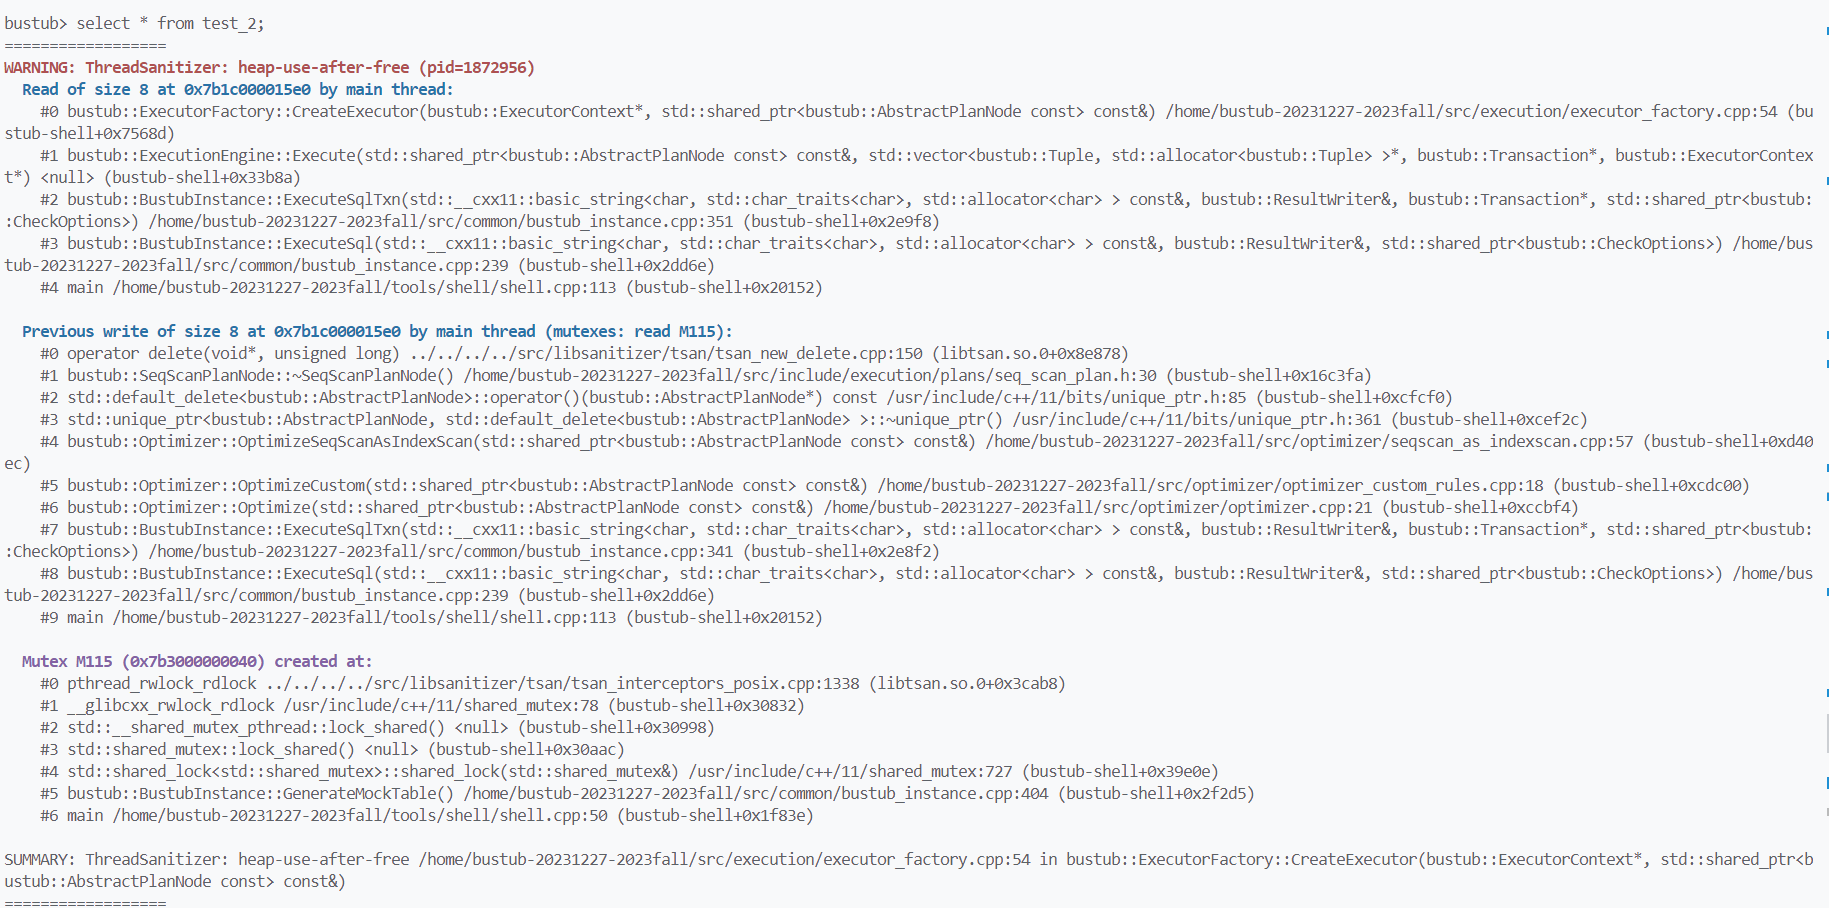 bustub> select * from test_2;
==================
WARNING: ThreadSanitizer: heap-use-after-free (pid=1872956)
  Read of size 8 at 0x7b1c000015e0 by main thread:
    #0 bustub::ExecutorFactory::CreateExecutor(bustub::ExecutorContext*, std::shared_ptr<bustub::AbstractPlanNode const> const&) /home/bustub-20231227-2023fall/src/execution/executor_factory.cpp:54 (bu
stub-shell+0x7568d)
    #1 bustub::ExecutionEngine::Execute(std::shared_ptr<bustub::AbstractPlanNode const> const&, std::vector<bustub::Tuple, std::allocator<bustub::Tuple> >*, bustub::Transaction*, bustub::ExecutorContex
t*) <null> (bustub-shell+0x33b8a)
    #2 bustub::BustubInstance::ExecuteSqlTxn(std::__cxx11::basic_string<char, std::char_traits<char>, std::allocator<char> > const&, bustub::ResultWriter&, bustub::Transaction*, std::shared_ptr<bustub:
:CheckOptions>) /home/bustub-20231227-2023fall/src/common/bustub_instance.cpp:351 (bustub-shell+0x2e9f8)
    #3 bustub::BustubInstance::ExecuteSql(std::__cxx11::basic_string<char, std::char_traits<char>, std::allocator<char> > const&, bustub::ResultWriter&, std::shared_ptr<bustub::CheckOptions>) /home/bus
tub-20231227-2023fall/src/common/bustub_instance.cpp:239 (bustub-shell+0x2dd6e)
    #4 main /home/bustub-20231227-2023fall/tools/shell/shell.cpp:113 (bustub-shell+0x20152)

  Previous write of size 8 at 0x7b1c000015e0 by main thread (mutexes: read M115):
    #0 operator delete(void*, unsigned long) ../../../../src/libsanitizer/tsan/tsan_new_delete.cpp:150 (libtsan.so.0+0x8e878)
    #1 bustub::SeqScanPlanNode::~SeqScanPlanNode() /home/bustub-20231227-2023fall/src/include/execution/plans/seq_scan_plan.h:30 (bustub-shell+0x16c3fa)
    #2 std::default_delete<bustub::AbstractPlanNode>::operator()(bustub::AbstractPlanNode*) const /usr/include/c++/11/bits/unique_ptr.h:85 (bustub-shell+0xcfcf0)
    #3 std::unique_ptr<bustub::AbstractPlanNode, std::default_delete<bustub::AbstractPlanNode> >::~unique_ptr() /usr/include/c++/11/bits/unique_ptr.h:361 (bustub-shell+0xcef2c)
    #4 bustub::Optimizer::OptimizeSeqScanAsIndexScan(std::shared_ptr<bustub::AbstractPlanNode const> const&) /home/bustub-20231227-2023fall/src/optimizer/seqscan_as_indexscan.cpp:57 (bustub-shell+0xd40
ec)
    #5 bustub::Optimizer::OptimizeCustom(std::shared_ptr<bustub::AbstractPlanNode const> const&) /home/bustub-20231227-2023fall/src/optimizer/optimizer_custom_rules.cpp:18 (bustub-shell+0xcdc00)
    #6 bustub::Optimizer::Optimize(std::shared_ptr<bustub::AbstractPlanNode const> const&) /home/bustub-20231227-2023fall/src/optimizer/optimizer.cpp:21 (bustub-shell+0xccbf4)
    #7 bustub::BustubInstance::ExecuteSqlTxn(std::__cxx11::basic_string<char, std::char_traits<char>, std::allocator<char> > const&, bustub::ResultWriter&, bustub::Transaction*, std::shared_ptr<bustub:
:CheckOptions>) /home/bustub-20231227-2023fall/src/common/bustub_instance.cpp:341 (bustub-shell+0x2e8f2)
    #8 bustub::BustubInstance::ExecuteSql(std::__cxx11::basic_string<char, std::char_traits<char>, std::allocator<char> > const&, bustub::ResultWriter&, std::shared_ptr<bustub::CheckOptions>) /home/bus
tub-20231227-2023fall/src/common/bustub_instance.cpp:239 (bustub-shell+0x2dd6e)
    #9 main /home/bustub-20231227-2023fall/tools/shell/shell.cpp:113 (bustub-shell+0x20152)

  Mutex M115 (0x7b3000000040) created at:
    #0 pthread_rwlock_rdlock ../../../../src/libsanitizer/tsan/tsan_interceptors_posix.cpp:1338 (libtsan.so.0+0x3cab8)
    #1 __glibcxx_rwlock_rdlock /usr/include/c++/11/shared_mutex:78 (bustub-shell+0x30832)
    #2 std::__shared_mutex_pthread::lock_shared() <null> (bustub-shell+0x30998)
    #3 std::shared_mutex::lock_shared() <null> (bustub-shell+0x30aac)
    #4 std::shared_lock<std::shared_mutex>::shared_lock(std::shared_mutex&) /usr/include/c++/11/shared_mutex:727 (bustub-shell+0x39e0e)
    #5 bustub::BustubInstance::GenerateMockTable() /home/bustub-20231227-2023fall/src/common/bustub_instance.cpp:404 (bustub-shell+0x2f2d5)
    #6 main /home/bustub-20231227-2023fall/tools/shell/shell.cpp:50 (bustub-shell+0x1f83e)

SUMMARY: ThreadSanitizer: heap-use-after-free /home/bustub-20231227-2023fall/src/execution/executor_factory.cpp:54 in bustub::ExecutorFactory::CreateExecutor(bustub::ExecutorContext*, std::shared_ptr<b
ustub::AbstractPlanNode const> const&)
==================